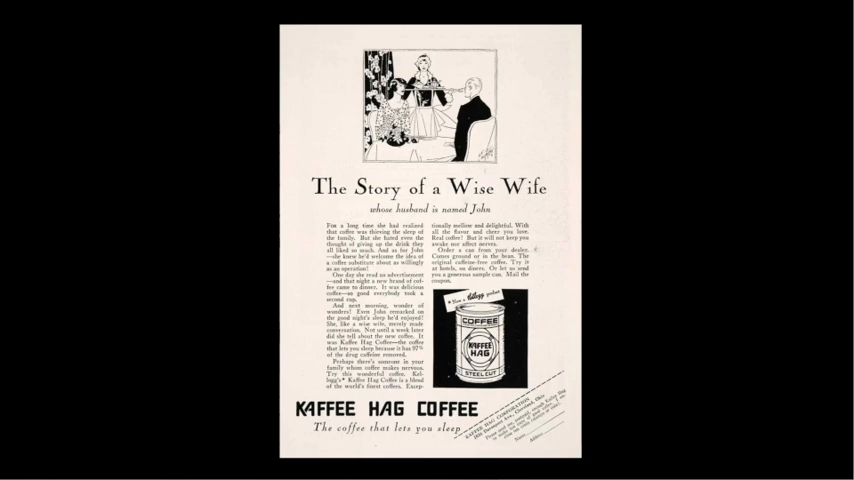 The Story of a Wise Wife
whose husband is named John
For a long time she had realized
that coffee was thieving the sleep of
the family. But she hated even the
thought of giving up the drink they
all liked so much. And as for John
—she knew he'd welcome the idea of
a coffee substitute about as willingly
as an operation!
One day she read an advertisement
—and that night a new brand of cof-
fee came to dinner. It was delicious
coffee—so good everybody took a
second cup.
And next morning, wonder of
wonders! Even John remarked on
the good night's sleep he'd enjoyed!
She, like a wise wife, merely made
conversation. Not until a week later
did she tell about the new coffee. It
was Kaffee Hag Coffee—the coffee
that lets you sleep because it has 97%
of the drug caffeine removed.
Perhaps there's someone in your
family whom coffee makes nervous.
Try this wonderful coffee. Kel-
logg's* Kaffee Hag Coffee is a blend
of the world's finest coffees. Excep-
tionally mellow and delightful. With
all the flavor and cheer you love.
Real coffee! But it will not keep you
awake nor affect nerves.
Order a can from your dealer.
Comes ground or in the bean. The
original caffeine-free coffee. Try it
at hotels, on diners. Or let us send
you a generous sample can. Mail the
coupon.
* Now a Kellogg product
COFFEE
KAFFEE
HAG
STEEL CUT
KAFFEE HAG COFFEE
The coffee that lets you sleep
KAFFEE HAG CORPORATION
Davenport Ave., Cleveland, Ohio
Name
Address